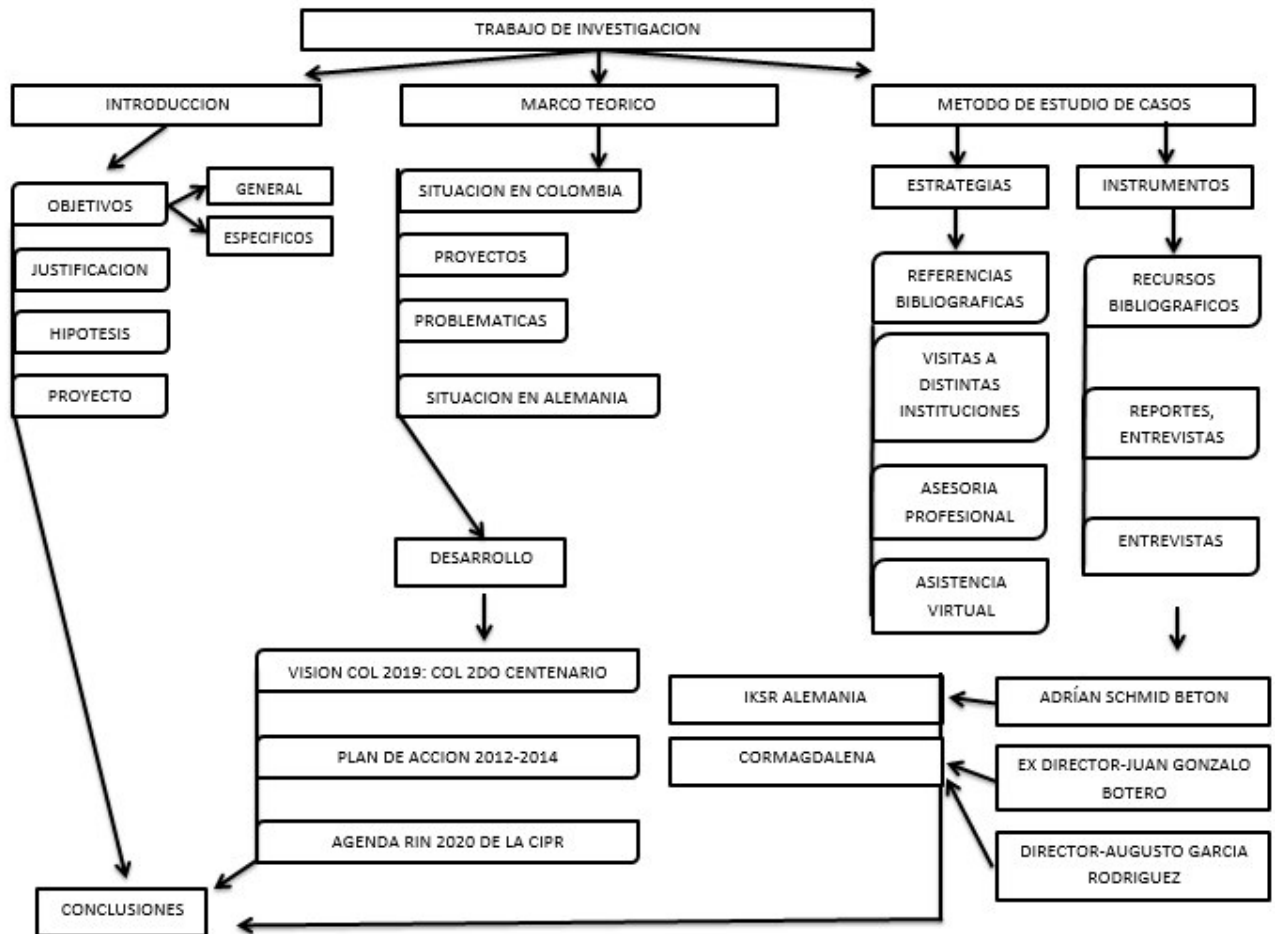 TRABAJO DE INVESTIGACION
INTRODUCCION
MARCO TEORICO
METODO DE ESTUDIO DE CASOS
OBJETIVOS
GENERAL
ESPECIFICOS
JUSTIFICACION
HIPOTESIS
PROYECTO
SITUACION EN COLOMBIA
PROYECTOS
PROBLEMATICAS
SITUACION EN ALEMANIA
DESARROLLO
VISION COL 2019: COL 2DO CENTENARIO
PLAN DE ACCION 2012-2014
AGENDA RIN 2020 DE LA CIPR
ESTRATEGIAS
REFERENCIAS
BIBLIOGRAFICAS
VISITAS A
DISTINTAS
INSTITUCIONES
ASESORIA
PROFESIONAL
ASISTENCIA
VIRTUAL
INSTRUMENTOS
RECURSOS
BIBLIOGRAFICOS
REPORTES,
ENTREVISTAS
ENTREVISTAS
IKSR ALEMANIA
ADRÍAN SCHMID BETON
CORMAGDALENA
EX DIRECTOR-JUAN GONZALO
BOTERO
DIRECTOR-AUGUSTO GARCIA
RODRIGUEZ
CONCLUSIONES